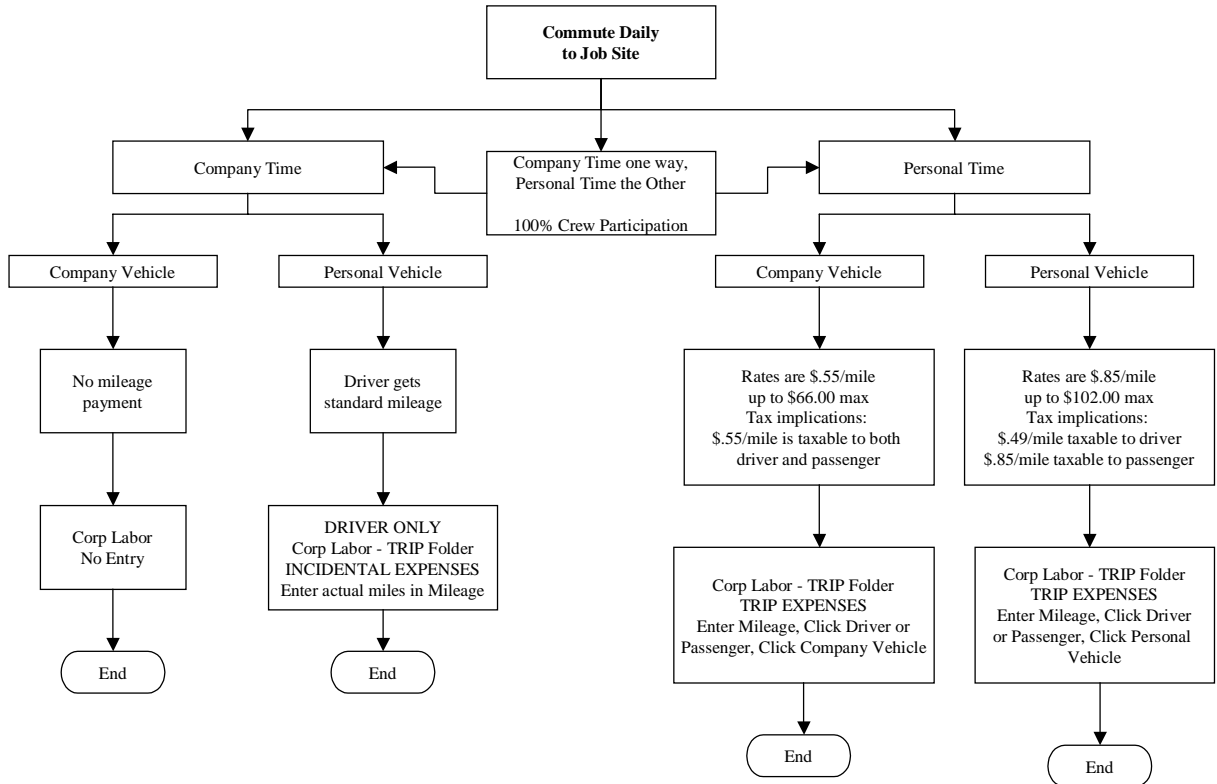 Commute Daily
to Job Site
Company Time
Company Time one way,
Personal Time the Other
100% Crew Participation
Personal Time
Company Vehicle
Personal Vehicle
Company Vehicle
Personal Vehicle
No mileage
payment
Driver gets
standard mileage
Rates are $.55/mile
up to $66.00 max
Tax implications:
$.55/mile is taxable to both
driver and passenger
Rates are $.85/mile
up to $102.00 max
Tax implications:
$.49/mile taxable to driver
$.85/mile taxable to passenger
Corp Labor
No Entry
DRIVER ONLY
Corp Labor - TRIP Folder
INCIDENTAL EXPENSES
Enter actual miles in Mileage
Corp Labor - TRIP Folder
TRIP EXPENSES
Enter Mileage, Click Driver or
Passenger, Click Company Vehicle
Corp Labor - TRIP Folder
TRIP EXPENSES
Enter Mileage, Click Driver
or Passenger, Click Personal
Vehicle
End
End
End
End